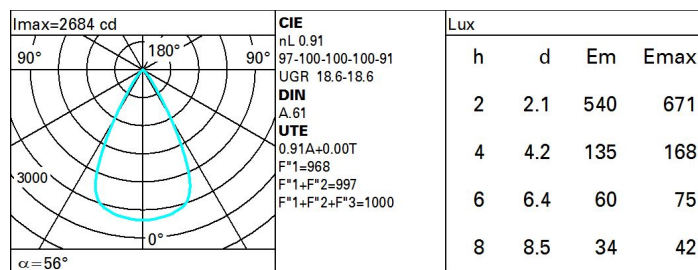 Imax=2684 cd
90° 180° 90°
3000
0°
α=56°
CIE
nL 0.91
97-100-100-100-91
UGR 18.6-18.6
DIN
A.61
UTE
0.91A+0.00T
F"1=968
F"1+F"2=997
F"1+F"2+F"3=1000
Lux
h d Em Emax
2 2.1 540 671
4 4.2 135 168
6 6.4 60 75
8 8.5 34 42